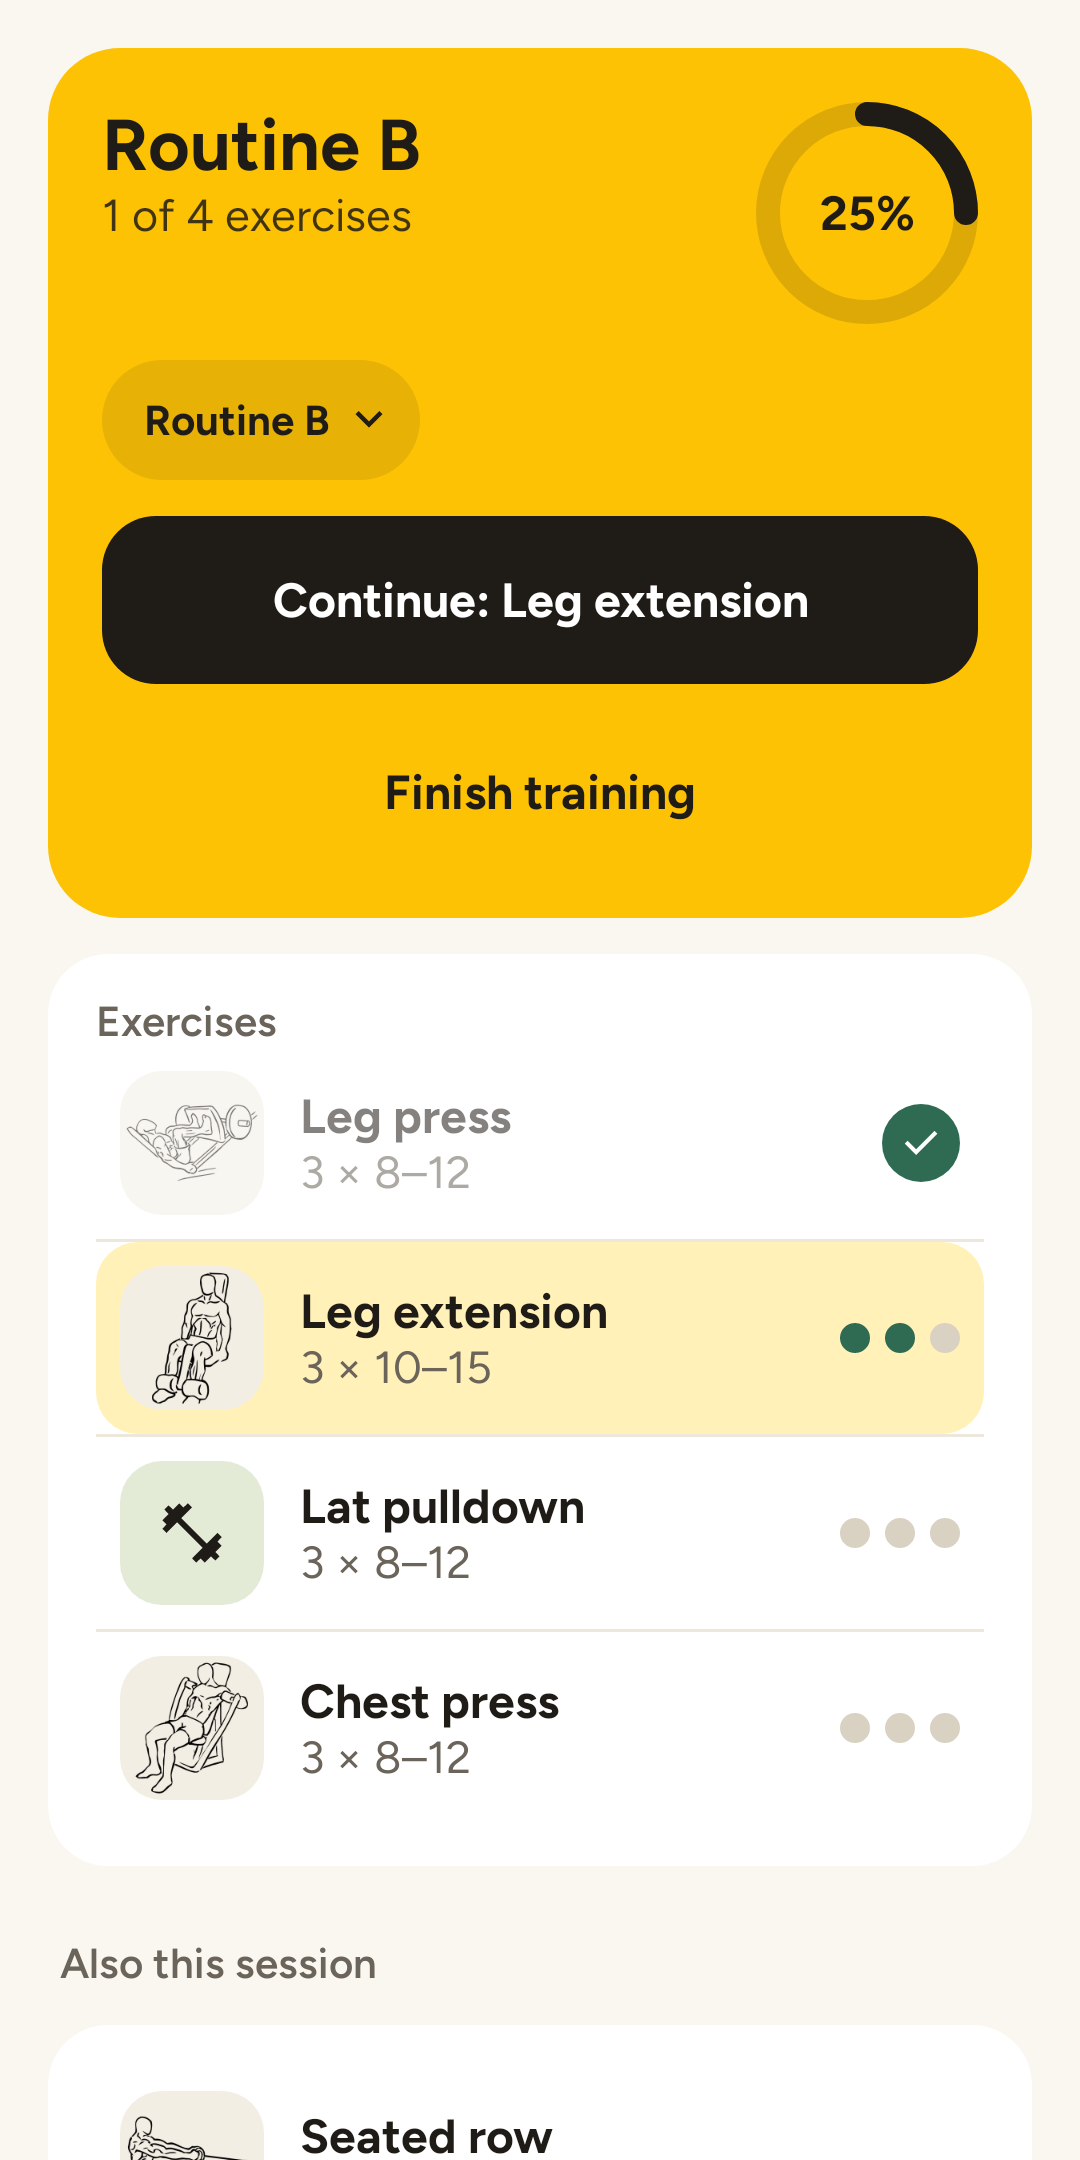 Routine B
1 of 4 exercises
25%
Routine B
Continue: Leg extension
Finish training
Exercises
Leg press
3 × 8–12
Leg extension
3 × 10–15
Lat pulldown
3 × 8–12
Chest press
3 × 8–12
Also this session
Seated row